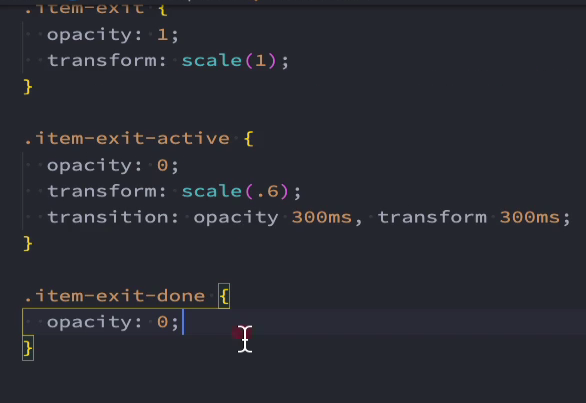 .item-exit {
  opacity: 1;
  transform: scale(1);
}
.item-exit-active {
  opacity: 0;
  transform: scale(.6);
  transition: opacity 300ms, transform 300ms;
}
.item-exit-done {
  opacity: 0;
}